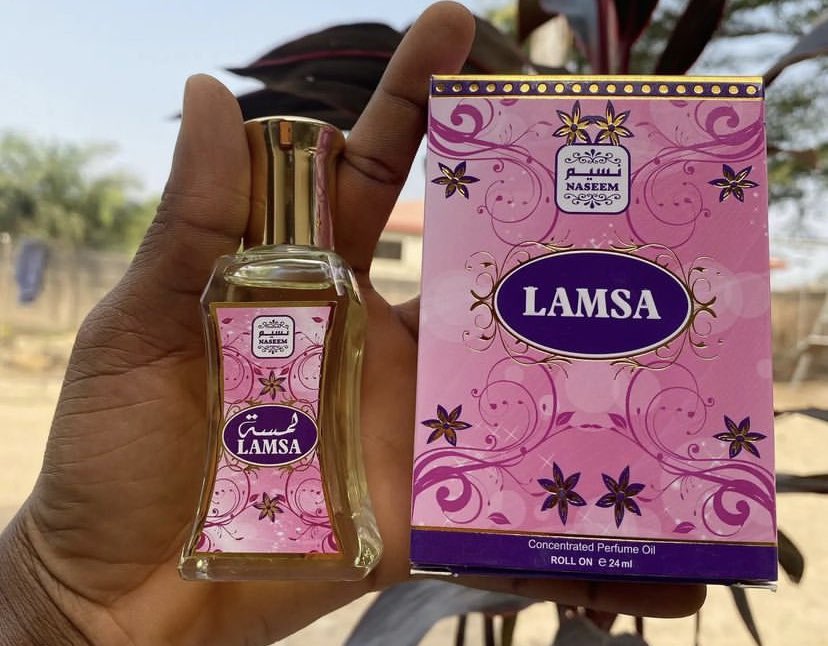 نسيم
NASEEM
لمسة
LAMSA
نسيم
NASEEM
LAMSA
Concentrated Perfume Oil
ROLL ON ℮ 24 ml